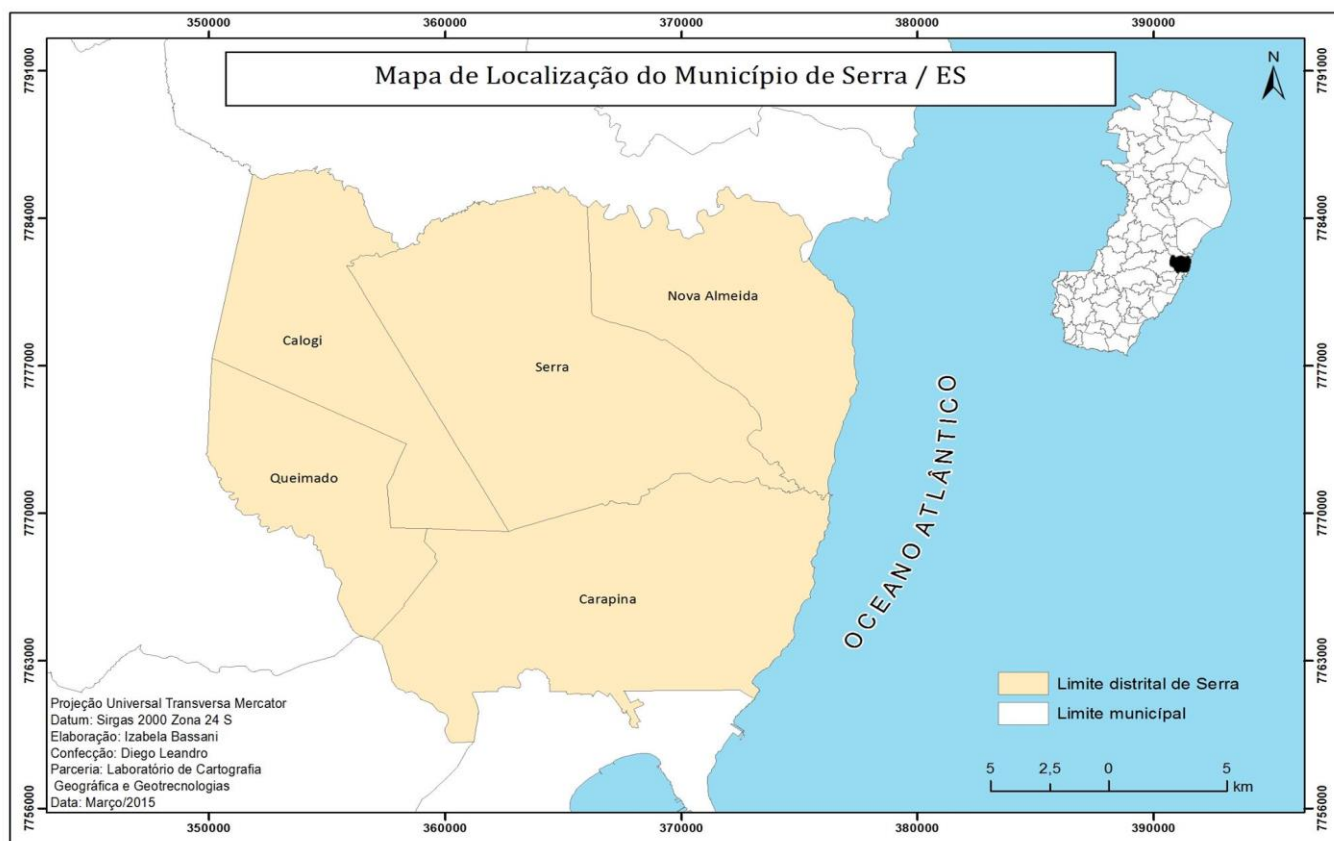 350000 360000 370000 380000 390000
Mapa de Localização do Município de Serra / ES
N
7791000 7791000
7784000 7784000
Nova Almeida
Calogi
Serra
7777000 7777000
OCEANO ATLÂNTICO
Queimado
7770000 7770000
Carapina
7763000 7763000
Limite distrital de Serra
Limite municípal
Projeção Universal Transversa Mercator
Datum: Sirgas 2000 Zona 24 S
Elaboração: Izabela Bassani
Confecção: Diego Leandro
Parceria: Laboratório de Cartografia
Geográfica e Geotrecnologias
Data: Março/2015
5 2,5 0 5
km
7756000 7756000
350000 360000 370000 380000 390000